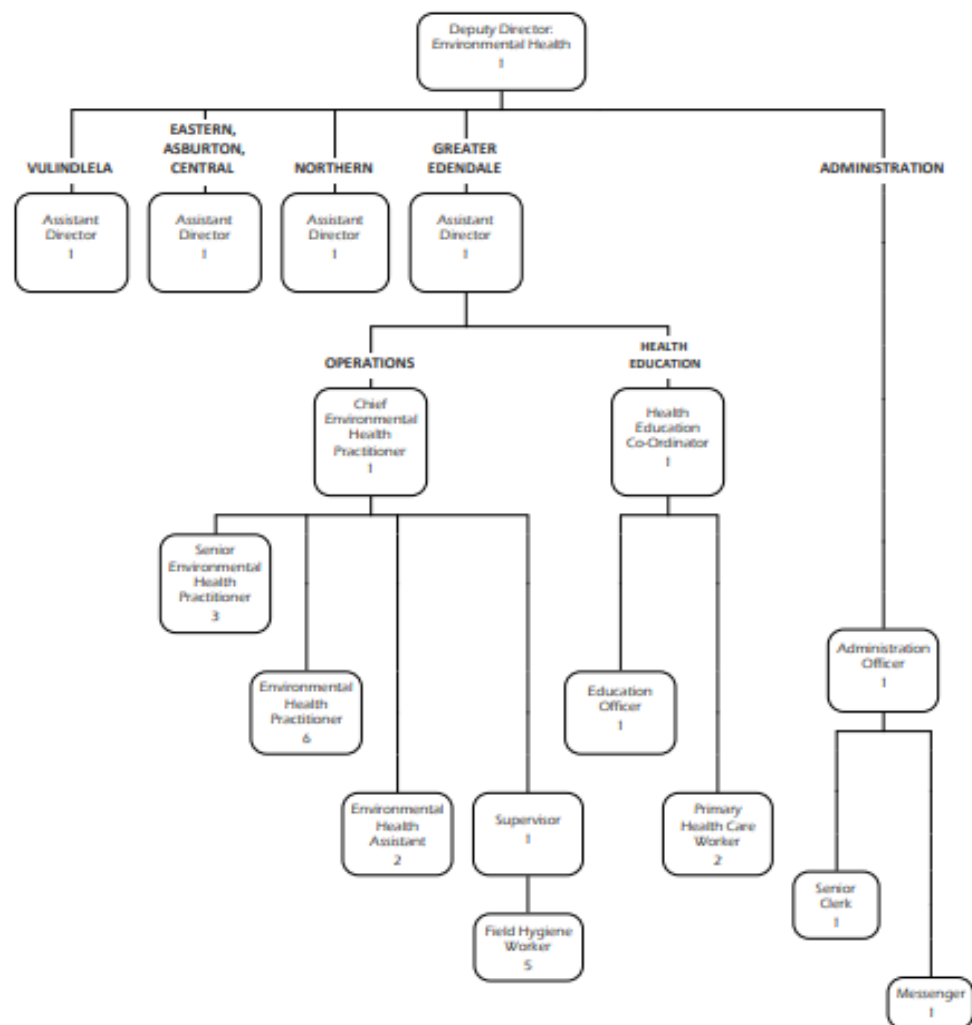 Deputy Director:
Environmental Health
1
VULINDLELA
EASTERN,
ASBURTON,
CENTRAL
NORTHERN
GREATER
EDENDALE
ADMINISTRATION
Assistant
Director
1
Assistant
Director
1
Assistant
Director
1
Assistant
Director
1
OPERATIONS
HEALTH
EDUCATION
Chief
Environmental
Health
Practitioner
1
Health
Education
Co-Ordinator
1
Senior
Environmental
Health
Practitioner
3
Environmental
Health
Practitioner
6
Education
Officer
1
Administration
Officer
1
Environmental
Health
Assistant
2
Supervisor
1
Primary
Health Care
Worker
2
Senior
Clerk
1
Field Hygiene
Worker
5
Messenger
1